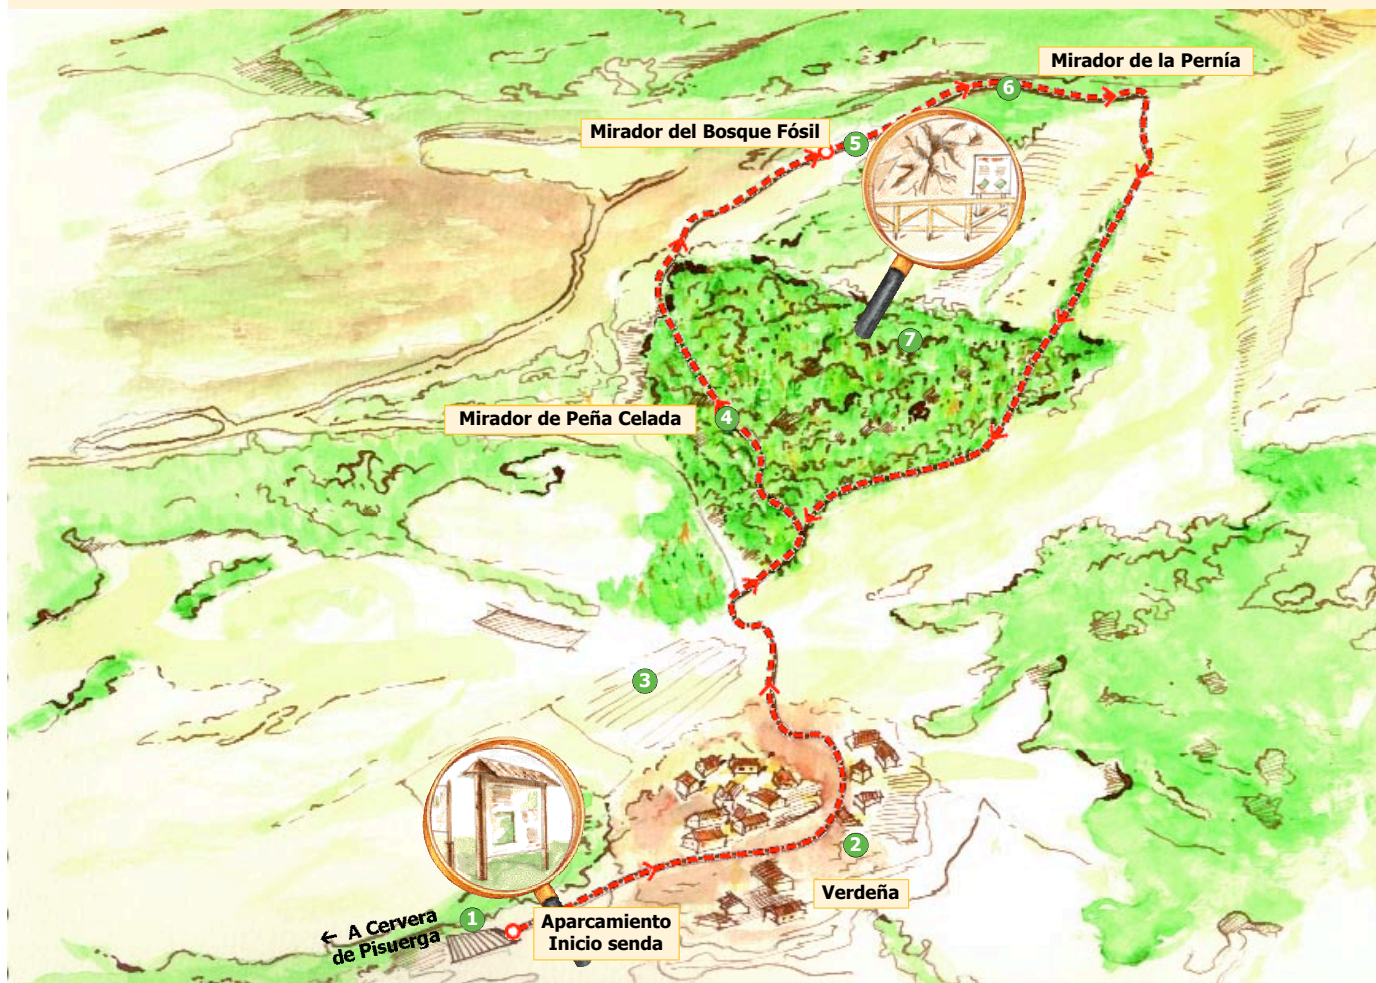 Mirador de la Pernía
6
Mirador del Bosque Fósil
5
7
Mirador de Peña Celada
4
3
2
Verdeña
1
← A Cervera
de Pisuerga
Aparcamiento
Inicio senda